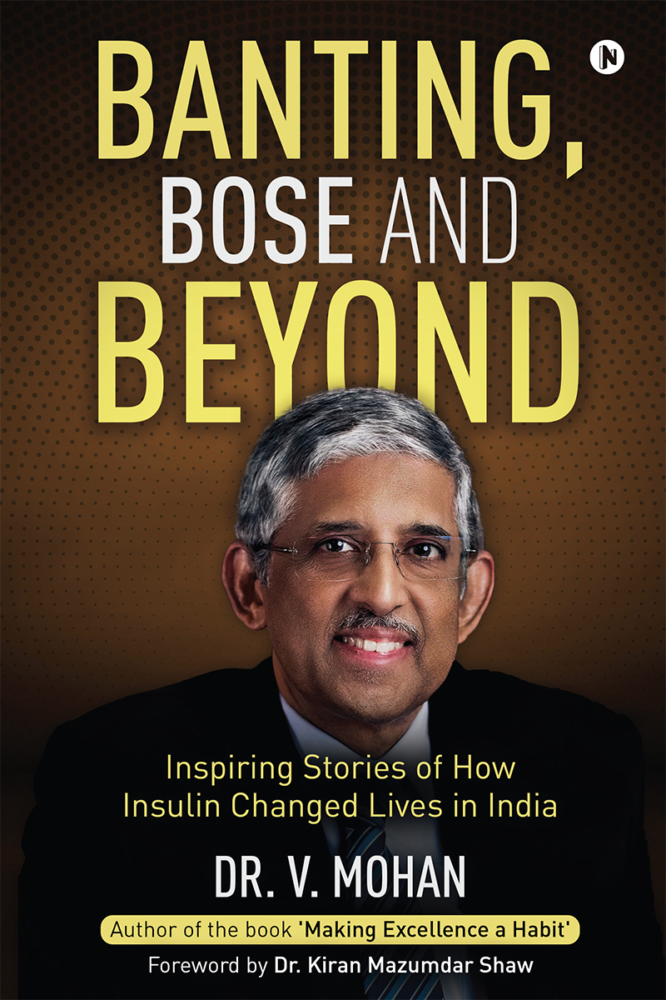 BANTING,
BOSE AND
BEYOND
Inspiring Stories of How
Insulin Changed Lives in India
DR. V. MOHAN
Author of the book 'Making Excellence a Habit'
Foreword by Dr. Kiran Mazumdar Shaw